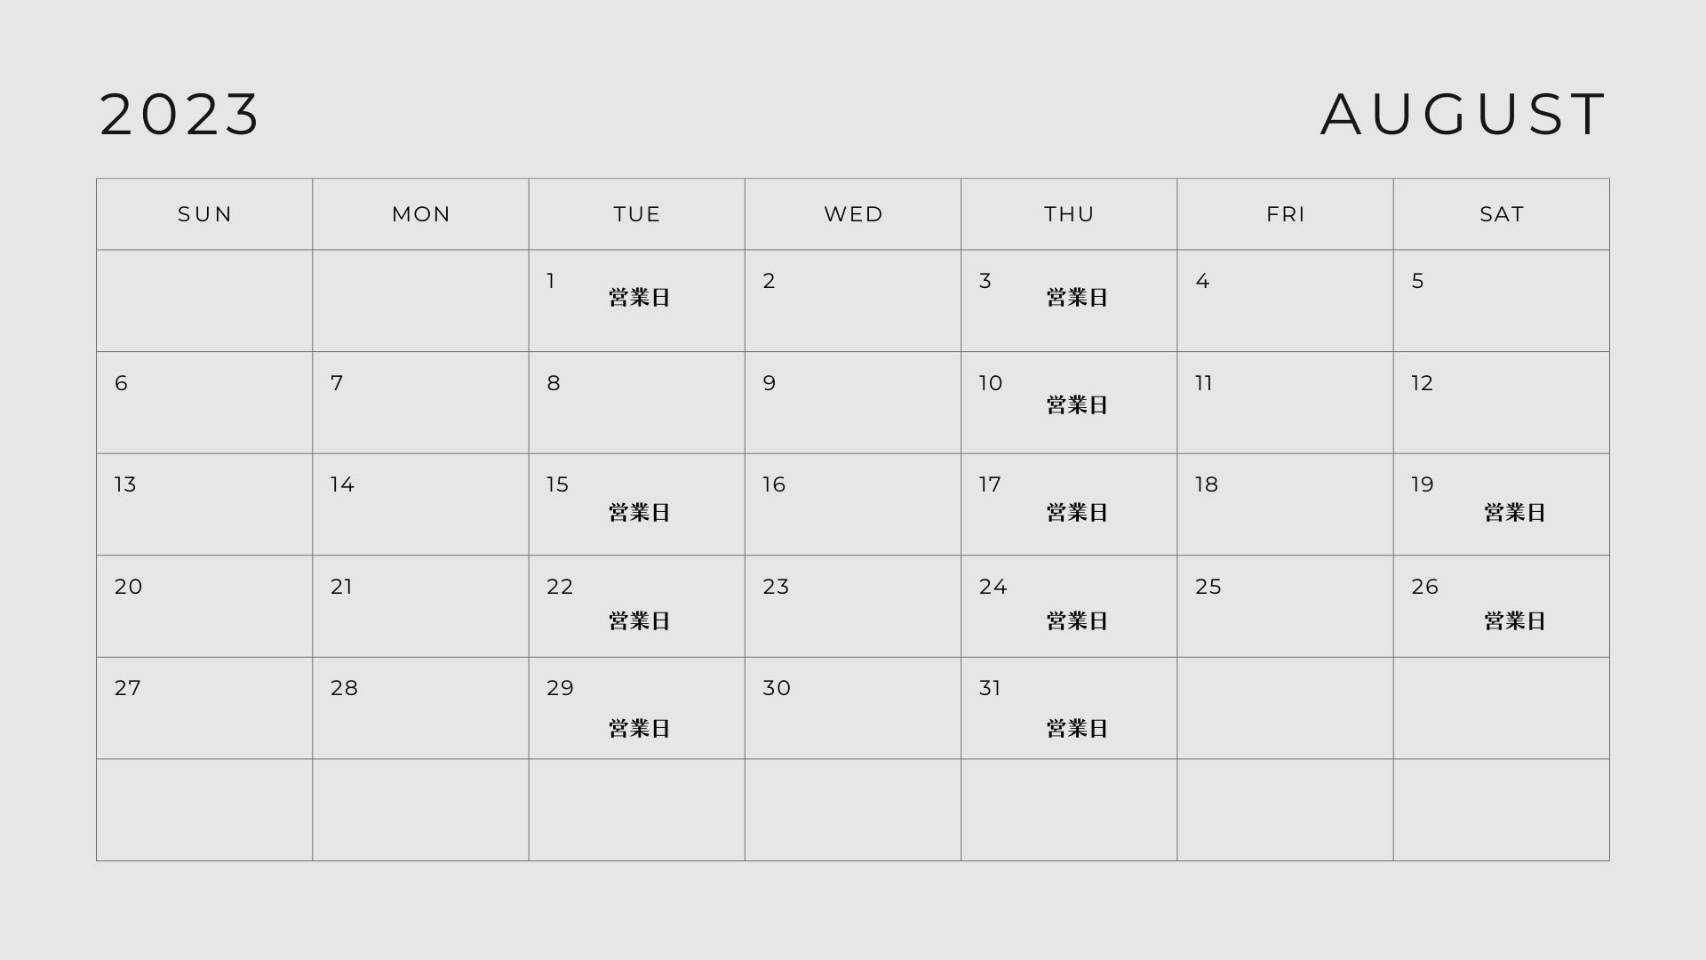 2023 AUGUST
SUN MON TUE WED THU FRI SAT
1 営業日 2 3 営業日 4 5
6 7 8 9 10 営業日 11 12
13 14 15 営業日 16 17 営業日 18 19 営業日
20 21 22 営業日 23 24 営業日 25 26 営業日
27 28 29 営業日 30 31 営業日